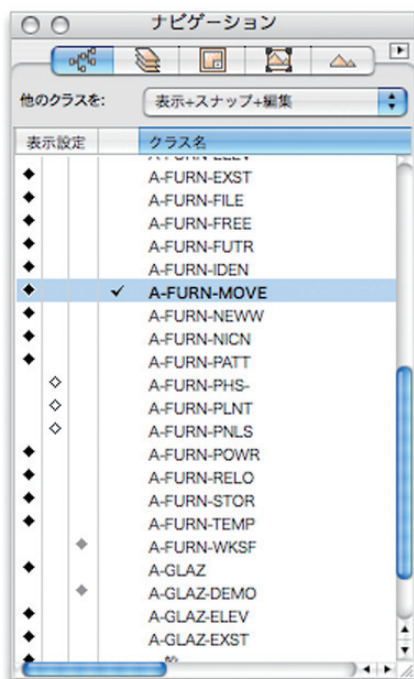 ナビゲーション
他のクラスを: 表示+スナップ+編集
表示設定 クラス名
A-FURN-ELEV
A-FURN-EXST
A-FURN-FILE
A-FURN-FREE
A-FURN-FUTR
A-FURN-IDEN
A-FURN-MOVE
A-FURN-NEWW
A-FURN-NICN
A-FURN-PATT
A-FURN-PHS-
A-FURN-PLNT
A-FURN-PNLS
A-FURN-POWR
A-FURN-RELO
A-FURN-STOR
A-FURN-TEMP
A-FURN-WKSF
A-GLAZ
A-GLAZ-DEMO
A-GLAZ-ELEV
A-GLAZ-EXST